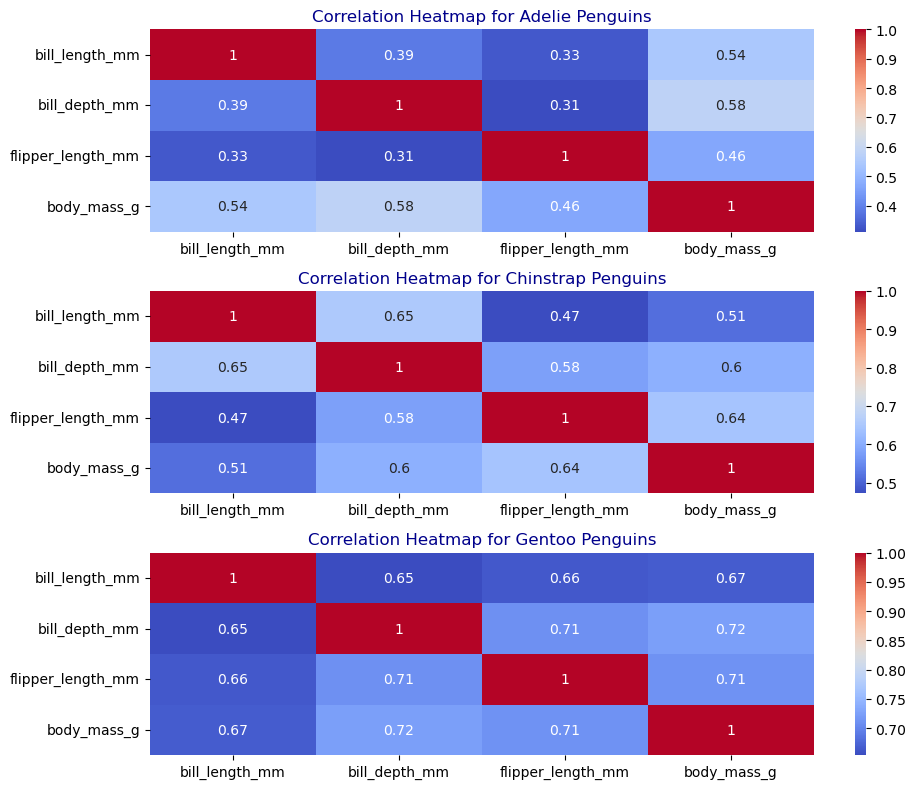 Correlation Heatmap for Adelie Penguins
bill_length_mm 1 0.39 0.33 0.54
bill_depth_mm 0.39 1 0.31 0.58
flipper_length_mm 0.33 0.31 1 0.46
body_mass_g 0.54 0.58 0.46 1
bill_length_mm bill_depth_mm flipper_length_mm body_mass_g
1.0
0.9
0.8
0.7
0.6
0.5
0.4
Correlation Heatmap for Chinstrap Penguins
bill_length_mm 1 0.65 0.47 0.51
bill_depth_mm 0.65 1 0.58 0.6
flipper_length_mm 0.47 0.58 1 0.64
body_mass_g 0.51 0.6 0.64 1
bill_length_mm bill_depth_mm flipper_length_mm body_mass_g
1.0
0.9
0.8
0.7
0.6
0.5
Correlation Heatmap for Gentoo Penguins
bill_length_mm 1 0.65 0.66 0.67
bill_depth_mm 0.65 1 0.71 0.72
flipper_length_mm 0.66 0.71 1 0.71
body_mass_g 0.67 0.72 0.71 1
bill_length_mm bill_depth_mm flipper_length_mm body_mass_g
1.00
0.95
0.90
0.85
0.80
0.75
0.70